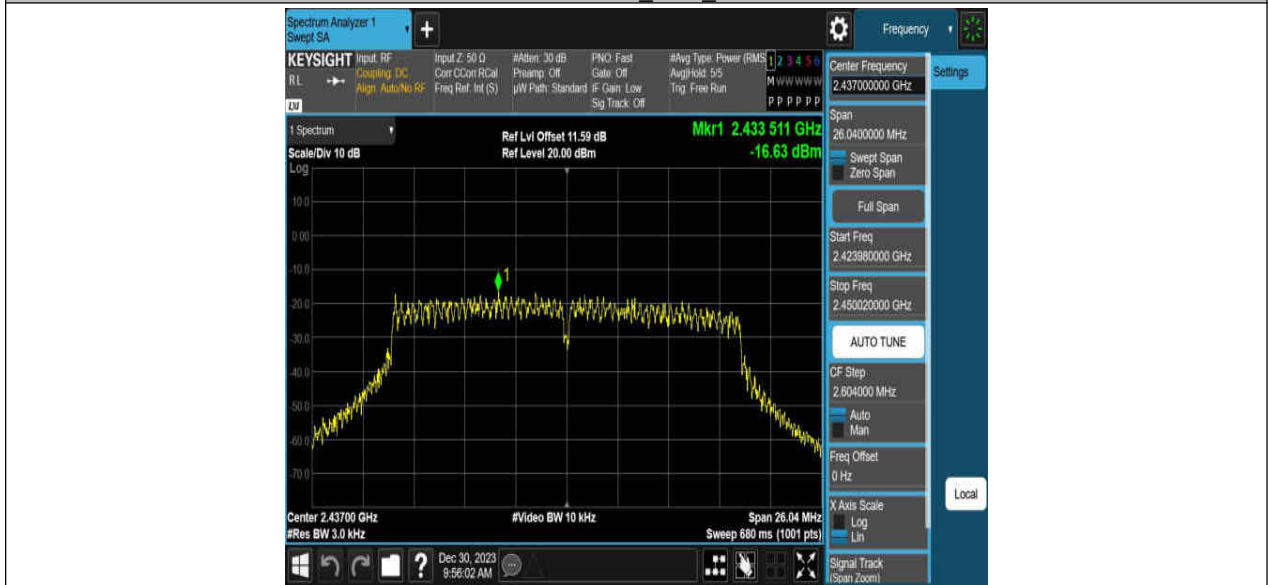 Spectrum Analyzer 1
Swept SA
+
Frequency
KEYSIGHT
RL
LXI
Input: RF
Coupling: DC
Align: Auto/No RF
Input Z: 50 Ω
Corr CCorr RCal
Freq Ref: Int (S)
#Atten: 30 dB
Preamp: Off
µW Path: Standard
PNO: Fast
Gate: Off
IF Gain: Low
Sig Track: Off
#Avg Type: Power (RMS
Avg|Hold: 5/5
Trig: Free Run
1 2 3 4 5 6
M W W W W W
P P P P P P
1 Spectrum
Scale/Div 10 dB
Log
Ref Lvl Offset 11.59 dB
Ref Level 20.00 dBm
Mkr1 2.433 511 GHz
-16.63 dBm
10.0
0.00
-10.0
-20.0
-30.0
-40.0
-50.0
-60.0
-70.0
1
Center 2.43700 GHz
#Res BW 3.0 kHz
#Video BW 10 kHz
Span 26.04 MHz
Sweep 680 ms (1001 pts)
Dec 30, 2023
9:56:02 AM
?
Center Frequency
2.437000000 GHz
Settings
Span
26.0400000 MHz
Swept Span
Zero Span
Full Span
Start Freq
2.423980000 GHz
Stop Freq
2.450020000 GHz
AUTO TUNE
CF Step
2.604000 MHz
Auto
Man
Freq Offset
0 Hz
X Axis Scale
Log
Lin
Local
Signal Track
(Span Zoom)